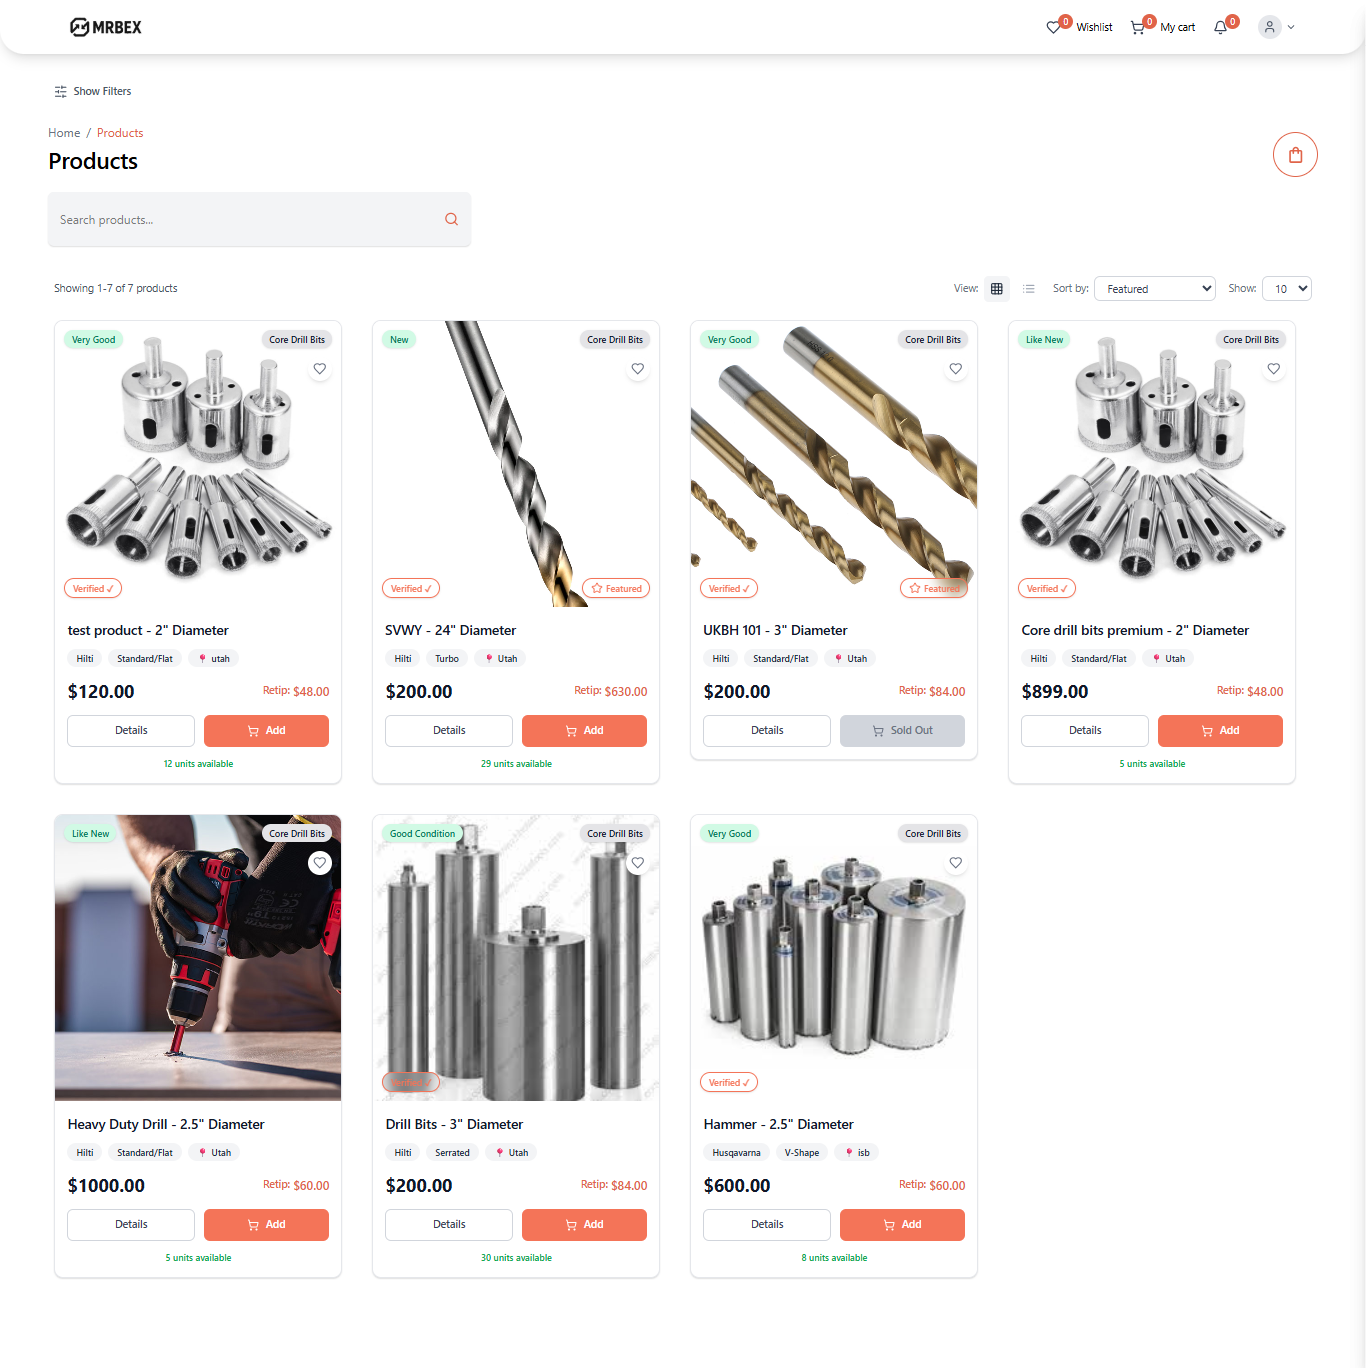 MRBEX
0
Wishlist
0
My cart
0
Show Filters
Home / Products
Products
Search products...
Showing 1-7 of 7 products
View:
Sort by:
Featured
Show:
10
Very Good
Core Drill Bits
Verified ✓
test product - 2" Diameter
Hilti
Standard/Flat
utah
$120.00
Retip: $48.00
Details
Add
12 units available
New
Core Drill Bits
Verified ✓
Featured
SVWY - 24" Diameter
Hilti
Turbo
Utah
$200.00
Retip: $630.00
Details
Add
29 units available
Very Good
Core Drill Bits
Verified ✓
Featured
UKBH 101 - 3" Diameter
Hilti
Standard/Flat
Utah
$200.00
Retip: $84.00
Details
Sold Out
Like New
Core Drill Bits
Verified ✓
Core drill bits premium - 2" Diameter
Hilti
Standard/Flat
Utah
$899.00
Retip: $48.00
Details
Add
5 units available
Like New
Core Drill Bits
Heavy Duty Drill - 2.5" Diameter
Hilti
Standard/Flat
Utah
$1000.00
Retip: $60.00
Details
Add
5 units available
Good Condition
Core Drill Bits
Drill Bits - 3" Diameter
Hilti
Serrated
Utah
$200.00
Retip: $84.00
Details
Add
30 units available
Very Good
Core Drill Bits
Verified ✓
Hammer - 2.5" Diameter
Husqavarna
V-Shape
isb
$600.00
Retip: $60.00
Details
Add
8 units available